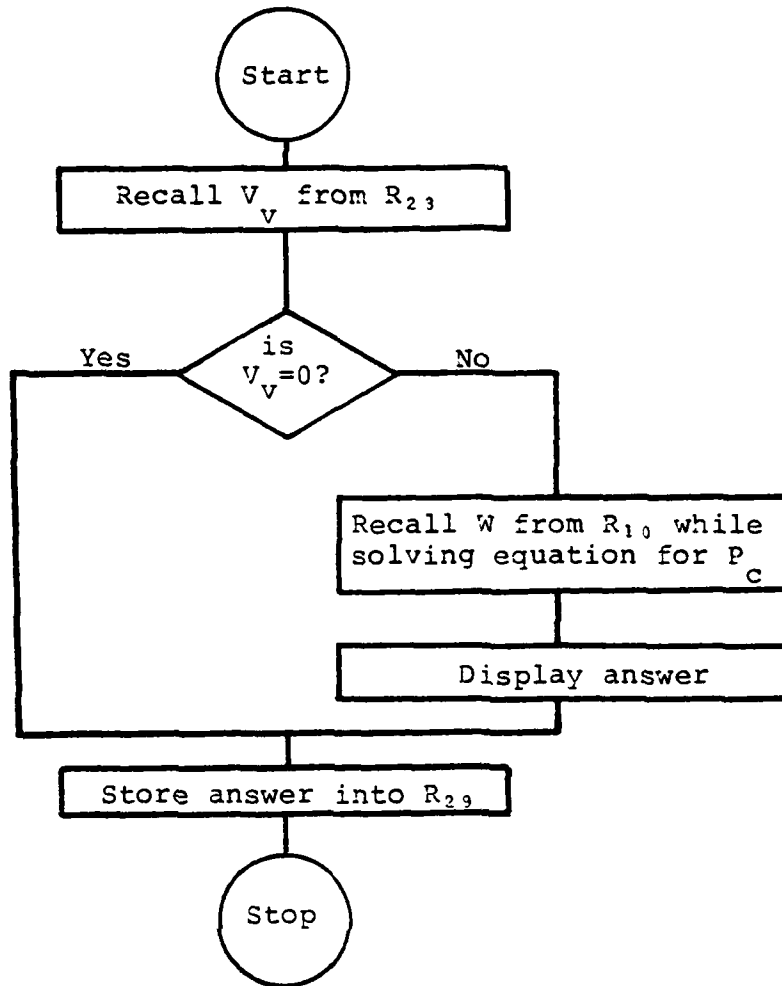 Start
Recall V_v from R_23
is
V_v=0?
Yes
No
Recall W from R_10 while
solving equation for P_c
Display answer
Store answer into R_29
Stop